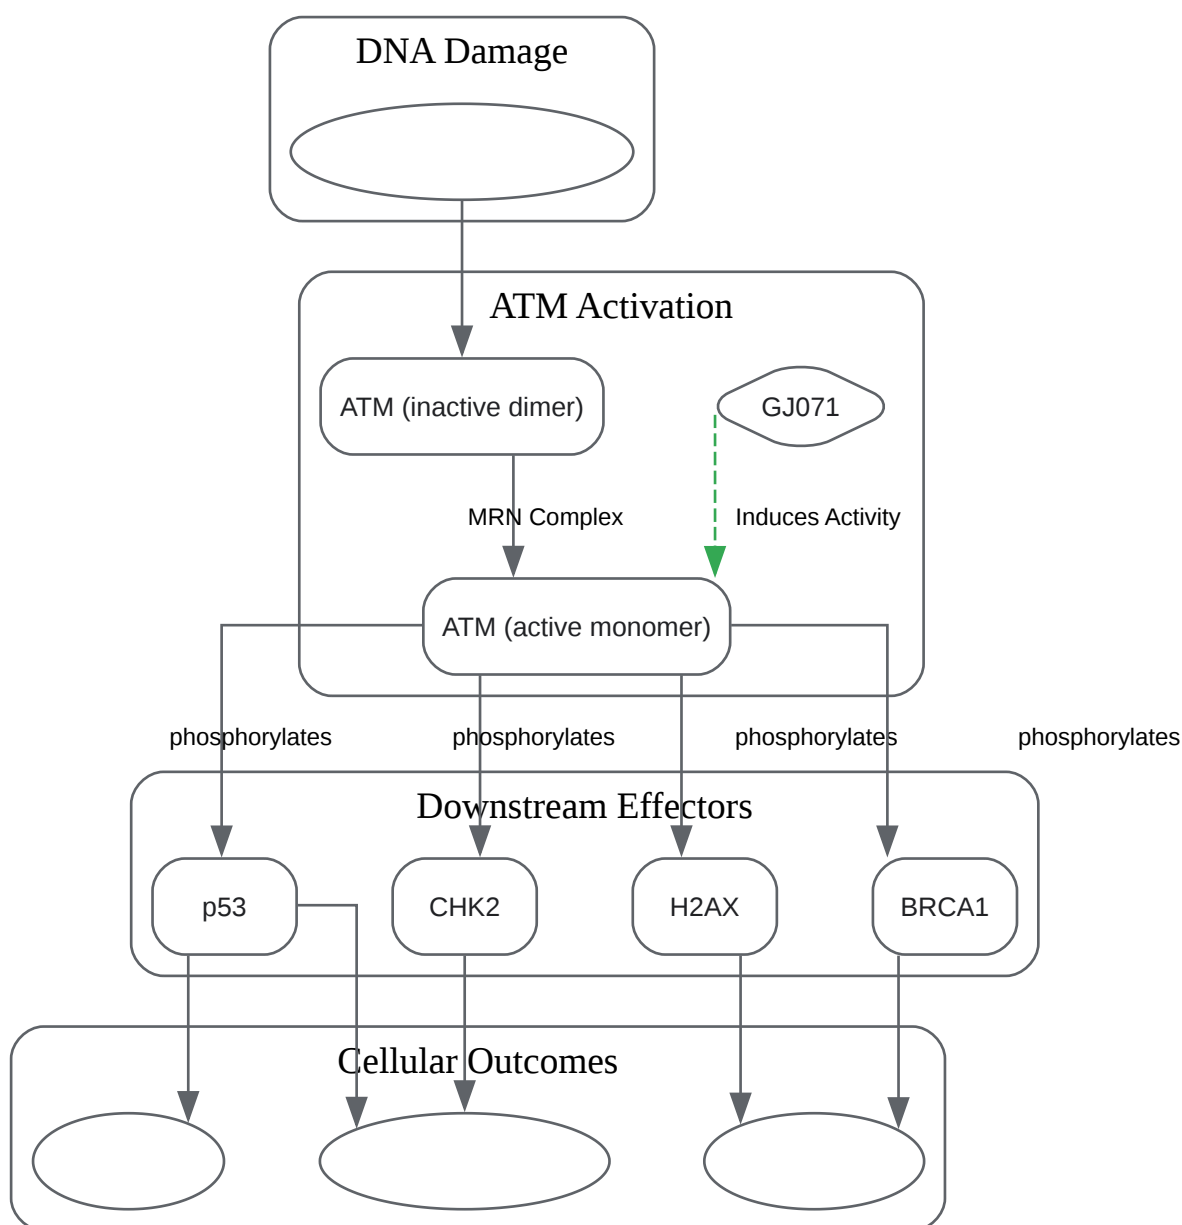 DNA Damage
ATM Activation
ATM (inactive dimer)
GJ071
MRN Complex
Induces Activity
ATM (active monomer)
phosphorylates
phosphorylates
phosphorylates
phosphorylates
Downstream Effectors
p53
CHK2
H2AX
BRCA1
Cellular Outcomes